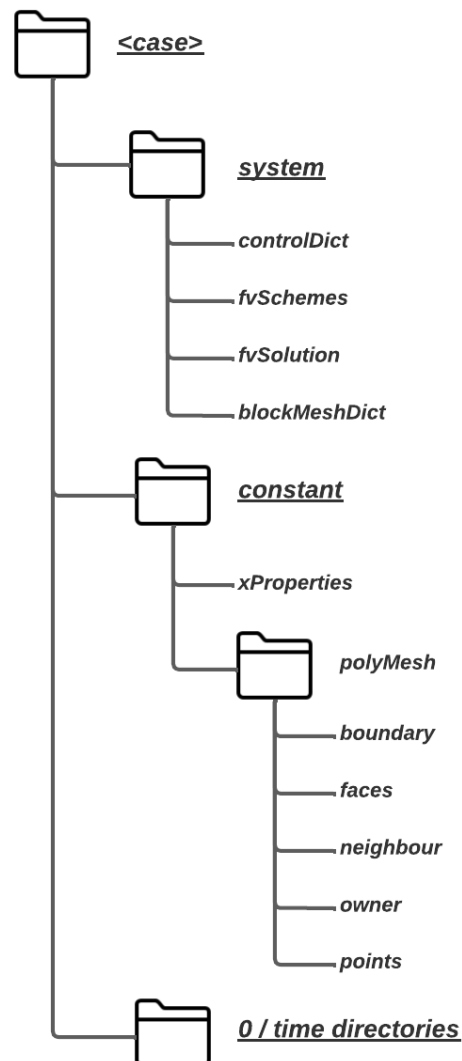 <case>
system
controlDict
fvSchemes
fvSolution
blockMeshDict
constant
xProperties
polyMesh
boundary
faces
neighbour
owner
points
0 / time directories